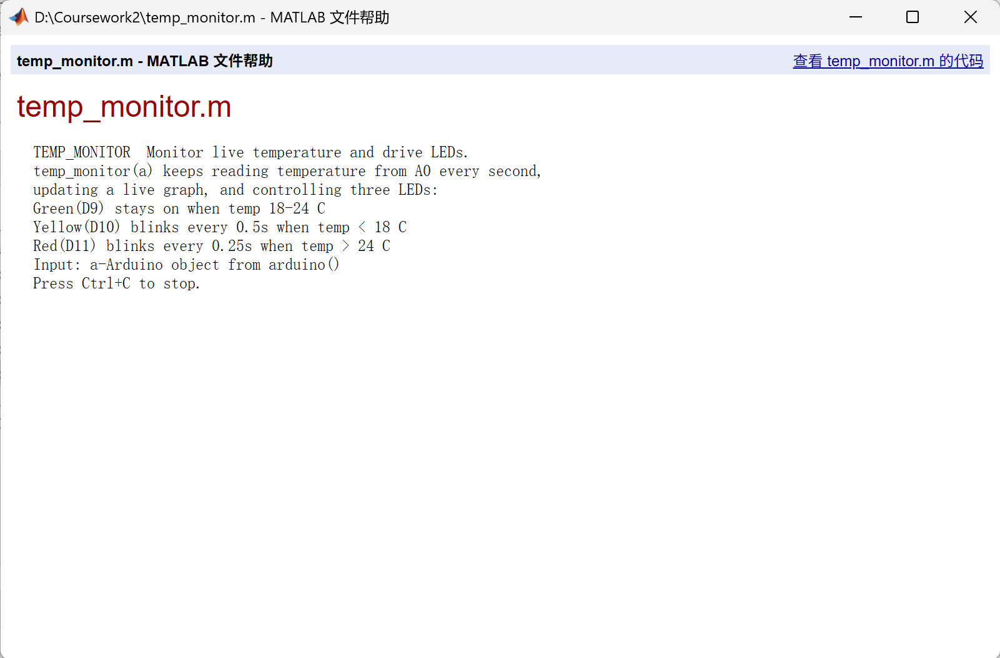 D:\Coursework2\temp_monitor.m - MATLAB 文件帮助
temp_monitor.m - MATLAB 文件帮助
查看 temp_monitor.m 的代码
temp_monitor.m
TEMP_MONITOR  Monitor live temperature and drive LEDs.
temp_monitor(a) keeps reading temperature from A0 every second,
updating a live graph, and controlling three LEDs:
Green(D9) stays on when temp 18-24 C
Yellow(D10) blinks every 0.5s when temp < 18 C
Red(D11) blinks every 0.25s when temp > 24 C
Input: a-Arduino object from arduino()
Press Ctrl+C to stop.